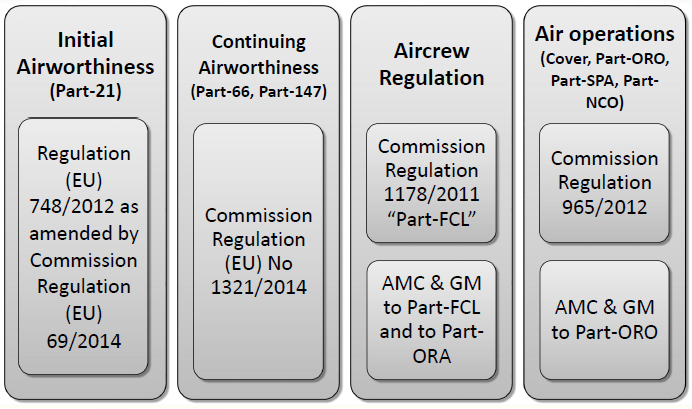 Initial
Airworthiness
(Part-21)
Regulation
(EU)
748/2012 as
amended by
Commission
Regulation
(EU)
69/2014
Continuing
Airworthiness
(Part-66, Part-147)
Commission
Regulation
(EU) No
1321/2014
Aircrew
Regulation
Commission
Regulation
1178/2011
“Part-FCL”
AMC & GM
to Part-FCL
and to Part-
ORA
Air operations
(Cover, Part-ORO,
Part-SPA, Part-
NCO)
Commission
Regulation
965/2012
AMC & GM
to Part-ORO